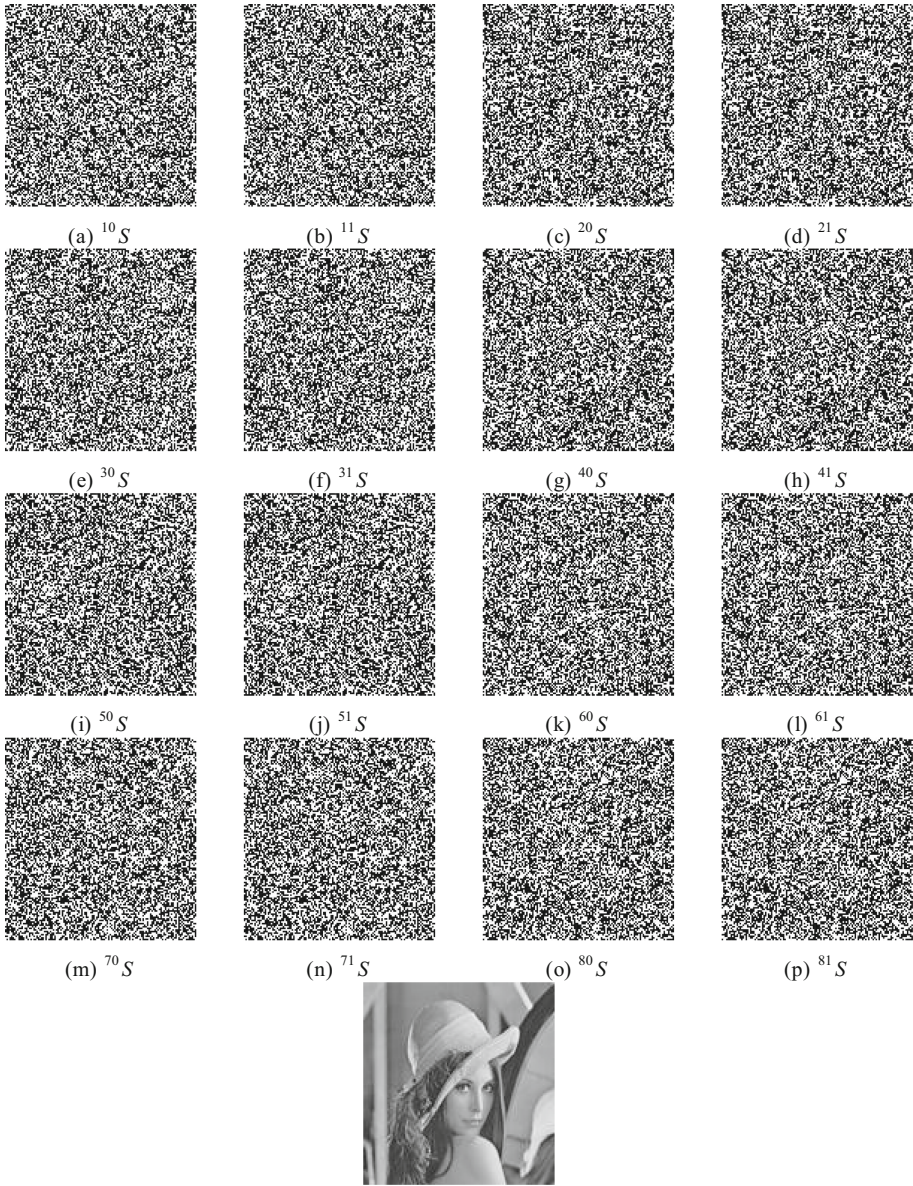 (a) ¹⁰S (b) ¹¹S (c) ²⁰S (d) ²¹S
(e) ³⁰S (f) ³¹S (g) ⁴⁰S (h) ⁴¹S
(i) ⁵⁰S (j) ⁵¹S (k) ⁶⁰S (l) ⁶¹S
(m) ⁷⁰S (n) ⁷¹S (o) ⁸⁰S (p) ⁸¹S